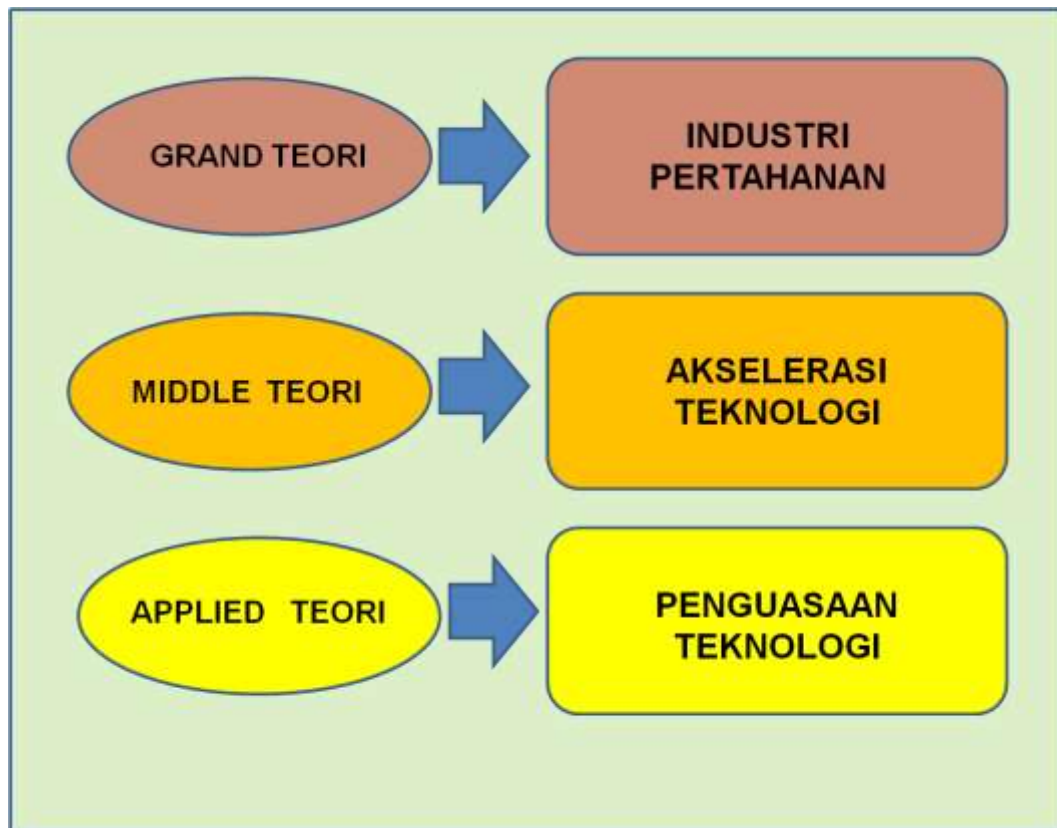 GRAND TEORI
INDUSTRI
PERTAHANAN
MIDDLE TEORI
AKSELERASI
TEKNOLOGI
APPLIED TEORI
PENGUASAAN
TEKNOLOGI